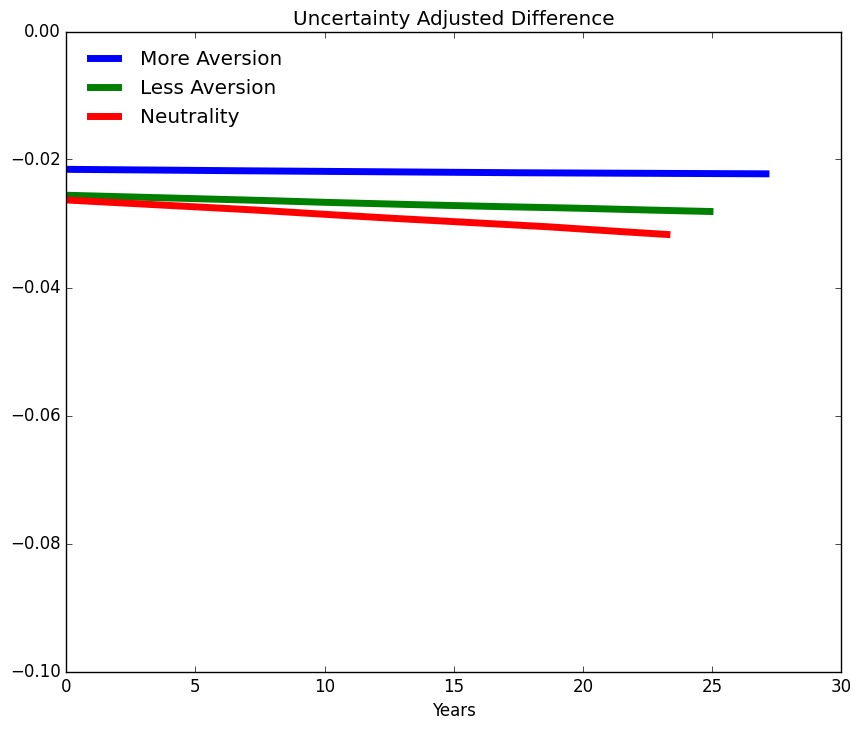 Uncertainty Adjusted Difference
0.00
More Aversion
Less Aversion
Neutrality
−0.02
−0.04
−0.06
−0.08
−0.10
0 5 10 15 20 25 30
Years